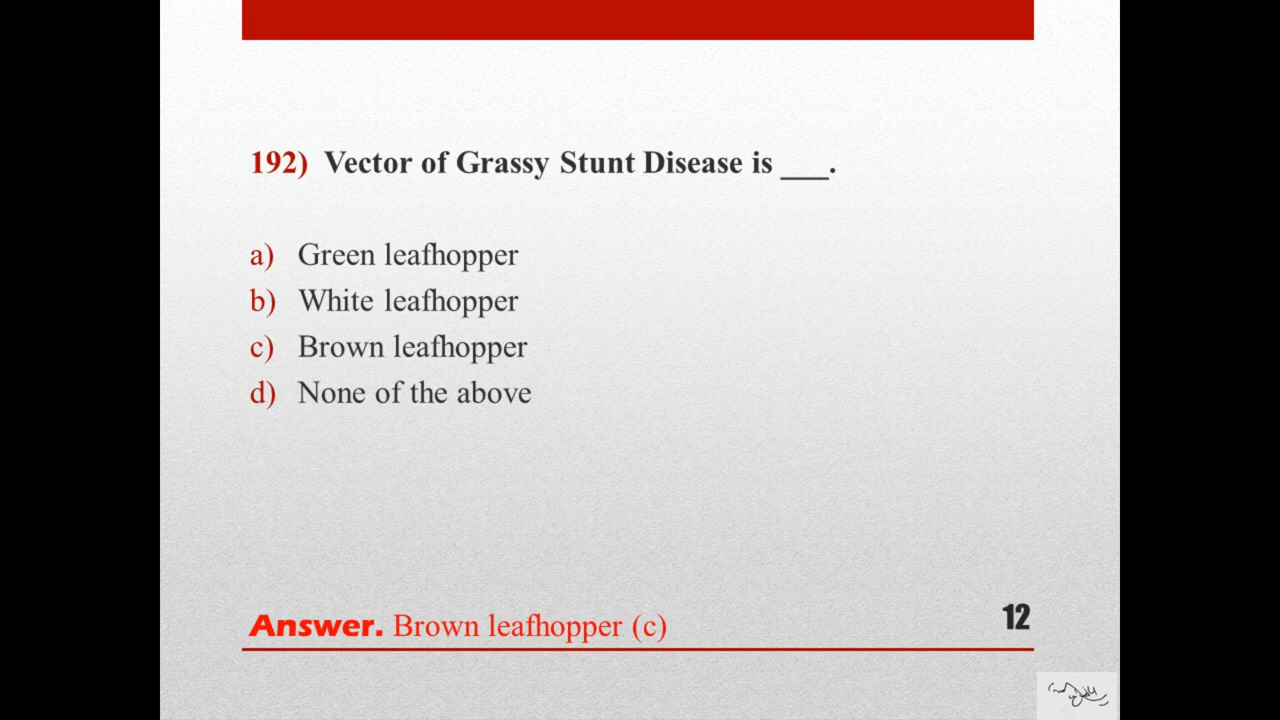 192) Vector of Grassy Stunt Disease is ___.
a) Green leafhopper
b) White leafhopper
c) Brown leafhopper
d) None of the above
Answer. Brown leafhopper (c)
12